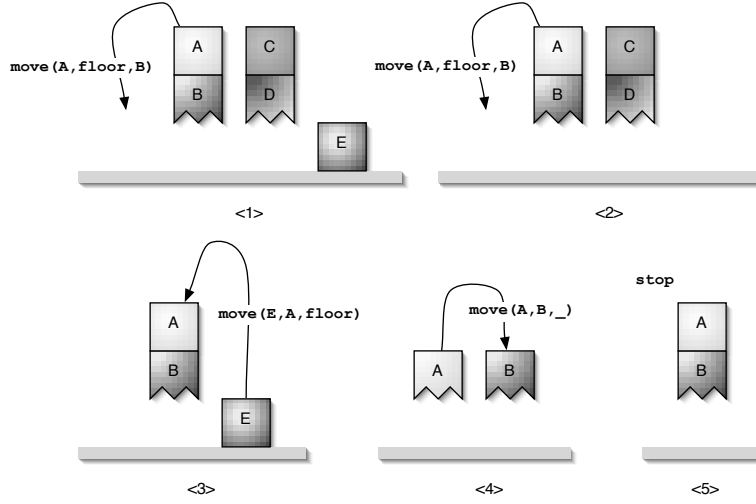 A
C
move(A,floor,B)
B
D
E
<1>
A
C
move(A,floor,B)
B
D
<2>
stop
A
move(E,A,floor)
B
E
<3>
move(A,B,_)
A
B
<4>
A
B
<5>